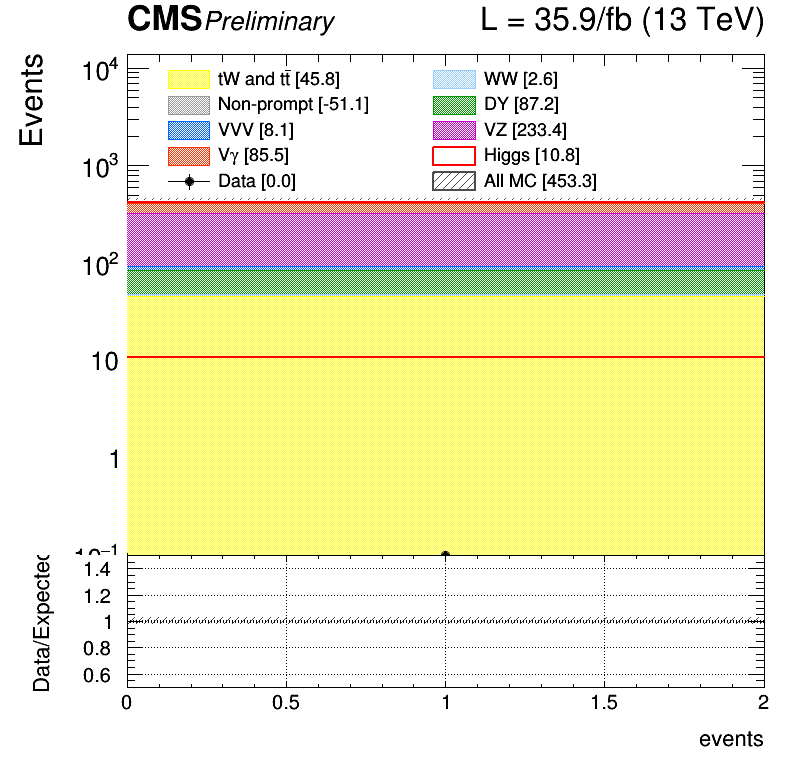 CMS Preliminary L = 35.9/fb (13 TeV)
Events
10⁴
10³
10²
10
1
10⁻¹
tW and tt̄ [45.8]
Non-prompt [-51.1]
VVV [8.1]
Vγ [85.5]
Data [0.0]
WW [2.6]
DY [87.2]
VZ [233.4]
Higgs [10.8]
All MC [453.3]
Data/Expected
1.4
1.2
1
0.8
0.6
0 0.5 1 1.5 2
events